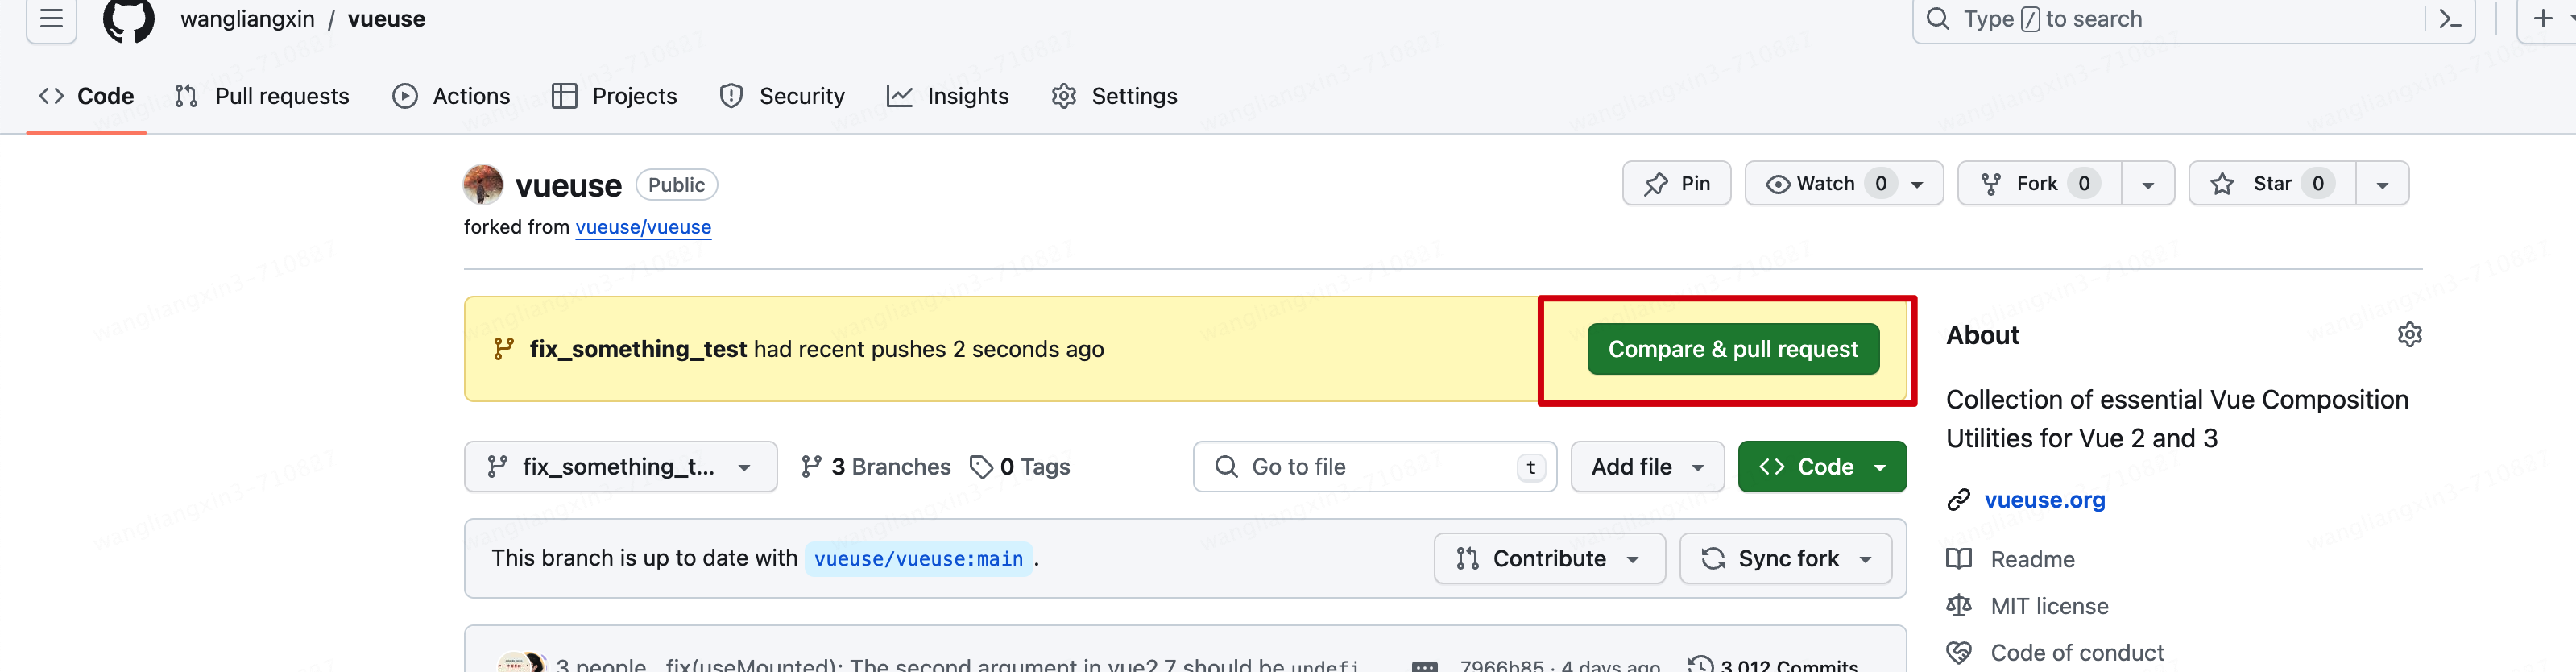 wangliangxin / vueuse
Type / to search
Code
Pull requests
Actions
Projects
Security
Insights
Settings
vueuse Public
Pin
Watch 0
Fork 0
Star 0
forked from vueuse/vueuse
fix_something_test had recent pushes 2 seconds ago
Compare & pull request
fix_something_t...
3 Branches
0 Tags
Go to file
t
Add file
Code
This branch is up to date with vueuse/vueuse:main.
Contribute
Sync fork
3 people fix(useMounted): The second argument in vue2.7 should be undefi
7966b85 · 4 days ago
3,012 Commits
About
Collection of essential Vue Composition
Utilities for Vue 2 and 3
vueuse.org
Readme
MIT license
Code of conduct
wangliangxin3-710827